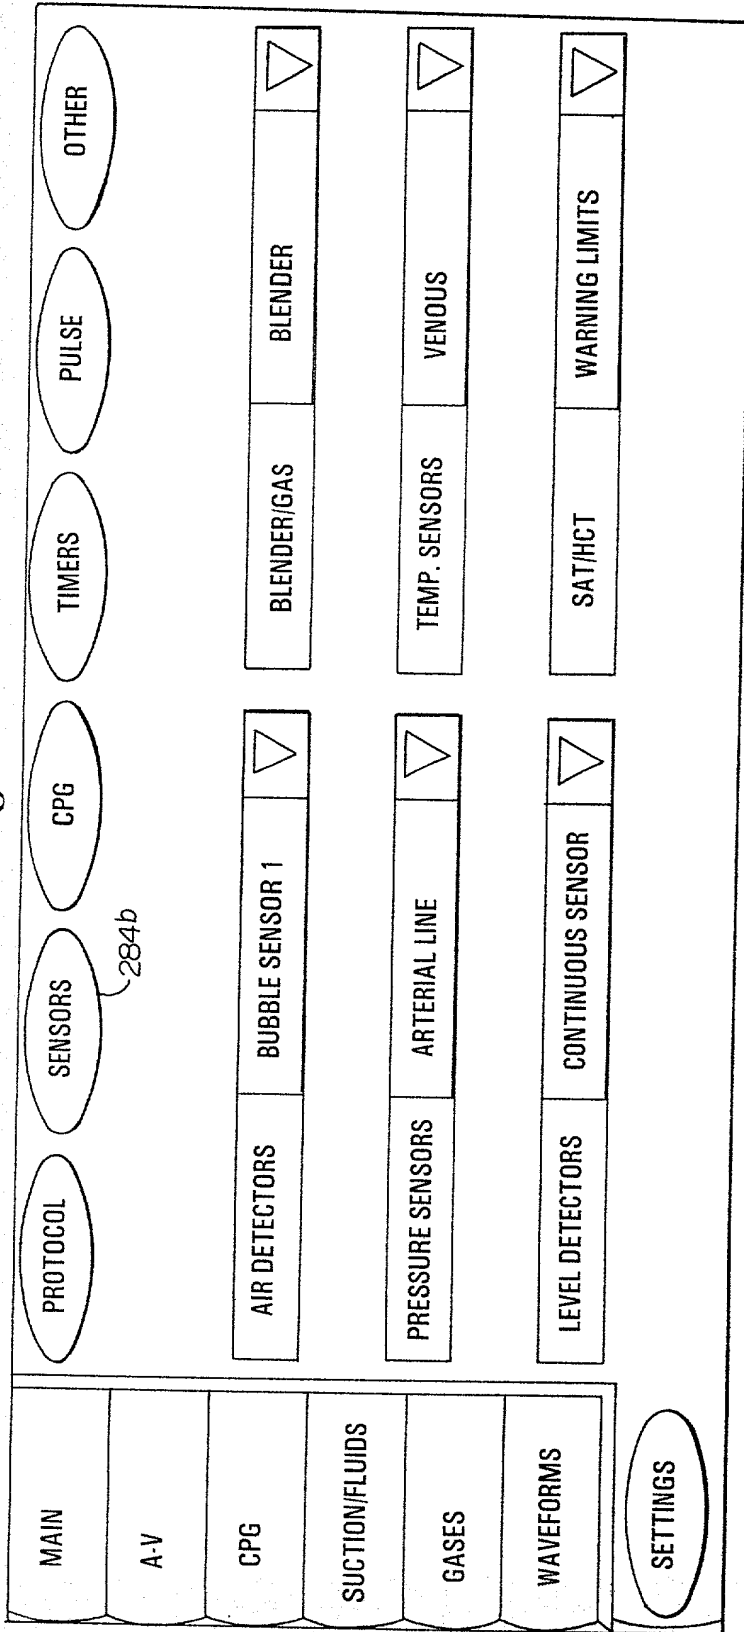 PROTOCOL
SENSORS
CPG
TIMERS
PULSE
OTHER
284b
MAIN
A-V
CPG
SUCTION/FLUIDS
GASES
WAVEFORMS
SETTINGS
AIR DETECTORS
BUBBLE SENSOR 1
BLENDER/GAS
BLENDER
PRESSURE SENSORS
ARTERIAL LINE
TEMP. SENSORS
VENOUS
LEVEL DETECTORS
CONTINUOUS SENSOR
SAT/HCT
WARNING LIMITS